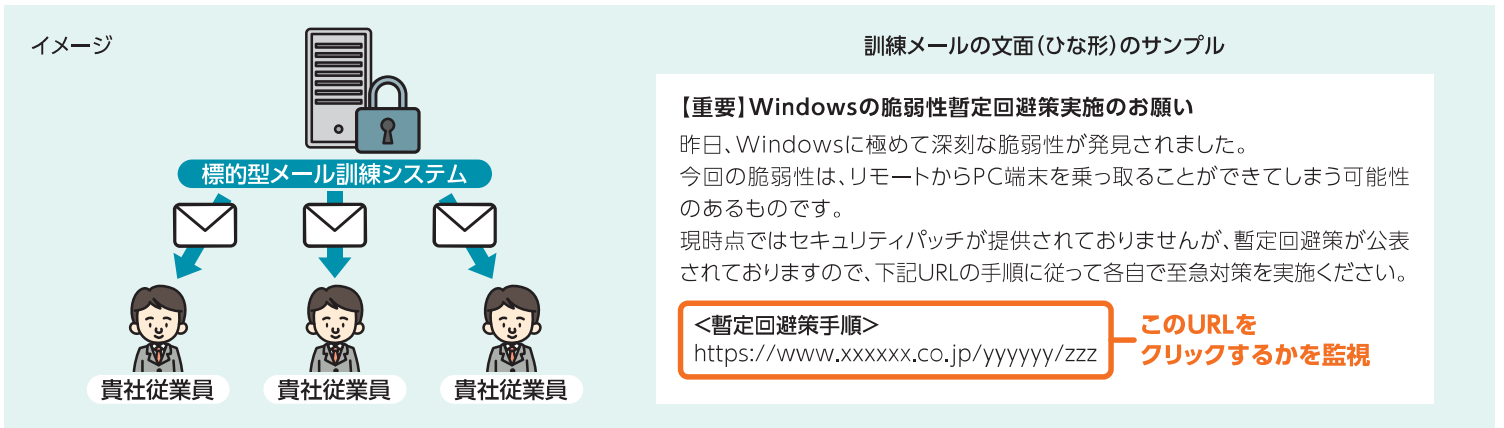 イメージ
標的型メール訓練システム
貴社従業員
貴社従業員
貴社従業員
訓練メールの文面(ひな形)のサンプル
【重要】Windowsの脆弱性暫定回避策実施のお願い
昨日、Windowsに極めて深刻な脆弱性が発見されました。
今回の脆弱性は、リモートからPC端末を乗っ取ることができてしまう可能性
のあるものです。
現時点ではセキュリティパッチが提供されておりませんが、暫定回避策が公表
されておりますので、下記URLの手順に従って各自で至急対策を実施ください。
<暫定回避策手順>
https://www.xxxxxx.co.jp/yyyyyy/zzz
このURLを
クリックするかを監視